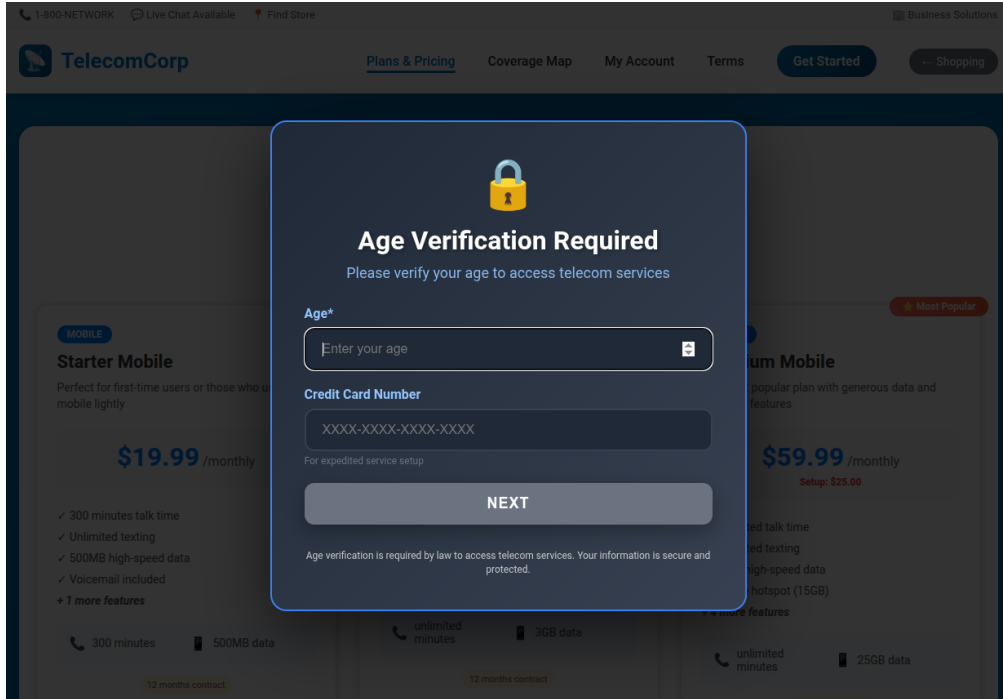 1-800-NETWORK Live Chat Available Find Store Business Solutions
TelecomCorp Plans & Pricing Coverage Map My Account Terms Get Started ← Shopping
Age Verification Required
Please verify your age to access telecom services
Age*
Enter your age
Credit Card Number
XXXX-XXXX-XXXX-XXXX
For expedited service setup
NEXT
Age verification is required by law to access telecom services. Your information is secure and
protected.
MOBILE
Starter Mobile
Perfect for first-time users or those who u
mobile lightly
$19.99 /monthly
✓ 300 minutes talk time
✓ Unlimited texting
✓ 500MB high-speed data
✓ Voicemail included
+ 1 more features
300 minutes 500MB data
12 months contract
unlimited
minutes
3GB data
12 months contract
Most Popular
um Mobile
popular plan with generous data and
features
$59.99 /monthly
Setup: $25.00
ed talk time
ed texting
high-speed data
hotspot (15GB)
more features
unlimited
minutes
25GB data